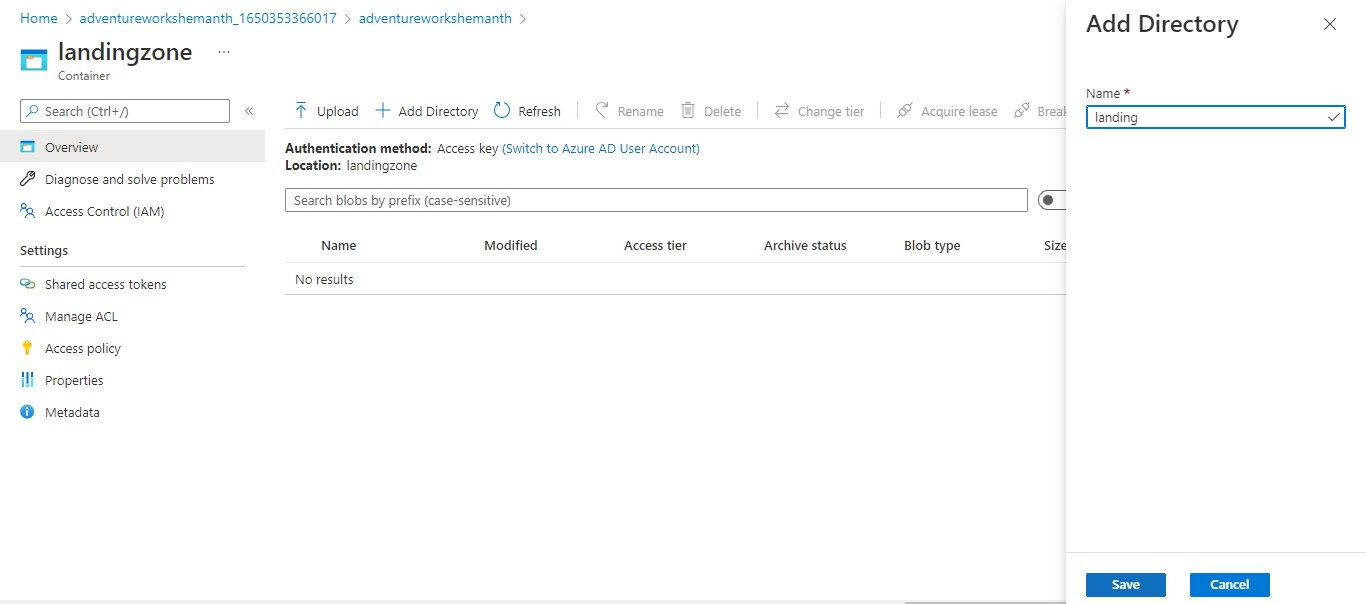 Home > adventureworkshemanth_1650353366017 > adventureworkshemanth >
landingzone ...
Container
Search (Ctrl+/) «
Overview
Diagnose and solve problems
Access Control (IAM)
Settings
Shared access tokens
Manage ACL
Access policy
Properties
Metadata
Upload Add Directory Refresh Rename Delete Change tier Acquire lease Break
Authentication method: Access key (Switch to Azure AD User Account)
Location: landingzone
Search blobs by prefix (case-sensitive)
Name Modified Access tier Archive status Blob type Size
No results
Add Directory
Name *
landing
Save Cancel